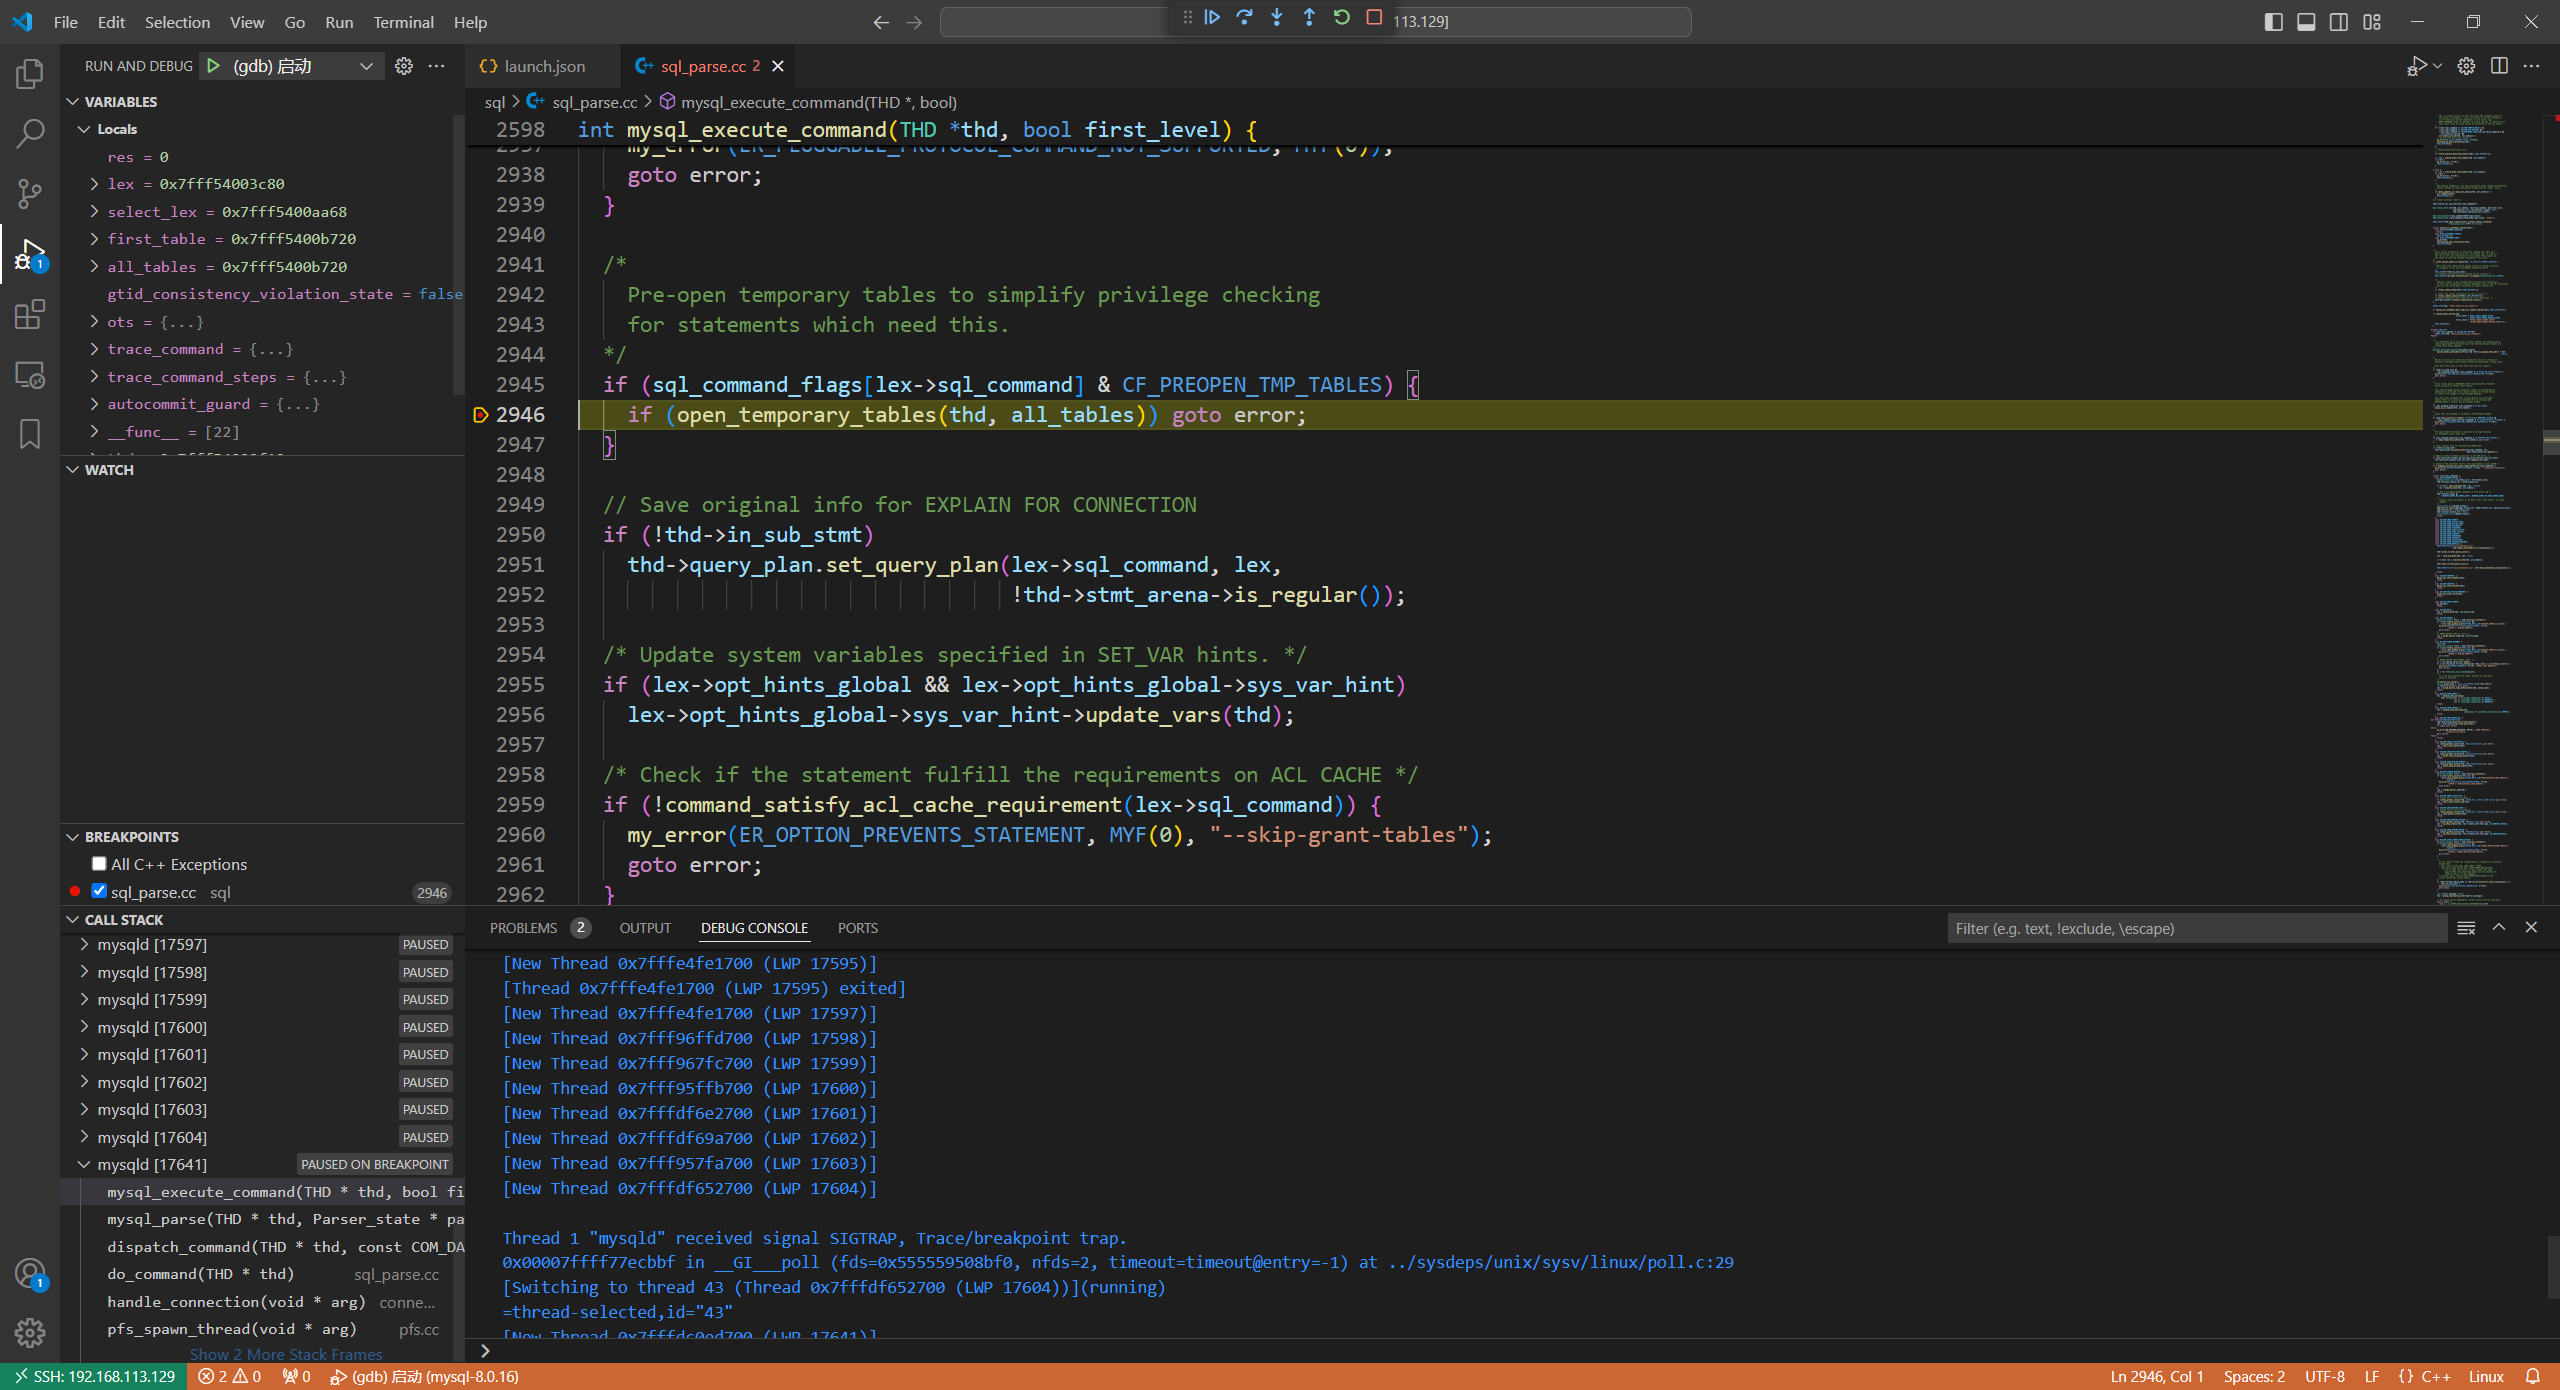 File Edit Selection View Go Run Terminal Help
113.129]
RUN AND DEBUG (gdb) 启动
launch.json
sql_parse.cc 2
VARIABLES
Locals
res = 0
lex = 0x7fff54003c80
select_lex = 0x7fff5400aa68
first_table = 0x7fff5400b720
all_tables = 0x7fff5400b720
gtid_consistency_violation_state = false
ots = {...}
trace_command = {...}
trace_command_steps = {...}
autocommit_guard = {...}
__func__ = [22]
WATCH
BREAKPOINTS
All C++ Exceptions
sql_parse.cc sql 2946
CALL STACK
mysqld [17597] PAUSED
mysqld [17598] PAUSED
mysqld [17599] PAUSED
mysqld [17600] PAUSED
mysqld [17601] PAUSED
mysqld [17602] PAUSED
mysqld [17603] PAUSED
mysqld [17604] PAUSED
mysqld [17641] PAUSED ON BREAKPOINT
mysql_execute_command(THD * thd, bool fi
mysql_parse(THD * thd, Parser_state * pa
dispatch_command(THD * thd, const COM_DA
do_command(THD * thd) sql_parse.cc
handle_connection(void * arg) conne...
pfs_spawn_thread(void * arg) pfs.cc
Show 2 More Stack Frames
sql > sql_parse.cc > mysql_execute_command(THD *, bool)
2598 int mysql_execute_command(THD *thd, bool first_level) {
2937 my_error(ER_PLUGGABLE_PROTOCOL_COMMAND_NOT_SUPPORTED, MYF(0));
2938 goto error;
2939 }
2940
2941 /*
2942 Pre-open temporary tables to simplify privilege checking
2943 for statements which need this.
2944 */
2945 if (sql_command_flags[lex->sql_command] & CF_PREOPEN_TMP_TABLES) {
2946 if (open_temporary_tables(thd, all_tables)) goto error;
2947 }
2948
2949 // Save original info for EXPLAIN FOR CONNECTION
2950 if (!thd->in_sub_stmt)
2951 thd->query_plan.set_query_plan(lex->sql_command, lex,
2952 !thd->stmt_arena->is_regular());
2953
2954 /* Update system variables specified in SET_VAR hints. */
2955 if (lex->opt_hints_global && lex->opt_hints_global->sys_var_hint)
2956 lex->opt_hints_global->sys_var_hint->update_vars(thd);
2957
2958 /* Check if the statement fulfill the requirements on ACL CACHE */
2959 if (!command_satisfy_acl_cache_requirement(lex->sql_command)) {
2960 my_error(ER_OPTION_PREVENTS_STATEMENT, MYF(0), "--skip-grant-tables");
2961 goto error;
2962 }
PROBLEMS 2 OUTPUT DEBUG CONSOLE PORTS
Filter (e.g. text, !exclude, \escape)
[New Thread 0x7fffe4fe1700 (LWP 17595)]
[Thread 0x7fffe4fe1700 (LWP 17595) exited]
[New Thread 0x7fffe4fe1700 (LWP 17597)]
[New Thread 0x7fff96ffd700 (LWP 17598)]
[New Thread 0x7fff967fc700 (LWP 17599)]
[New Thread 0x7fff95ffb700 (LWP 17600)]
[New Thread 0x7fffdf6e2700 (LWP 17601)]
[New Thread 0x7fffdf69a700 (LWP 17602)]
[New Thread 0x7fff957fa700 (LWP 17603)]
[New Thread 0x7fffdf652700 (LWP 17604)]
Thread 1 "mysqld" received signal SIGTRAP, Trace/breakpoint trap.
0x00007ffff77ecbbf in __GI___poll (fds=0x555559508bf0, nfds=2, timeout=timeout@entry=-1) at ../sysdeps/unix/sysv/linux/poll.c:29
[Switching to thread 43 (Thread 0x7fffdf652700 (LWP 17604))](running)
=thread-selected,id="43"
[New Thread 0x7fffdc0ed700 (LWP 17641)]
SSH: 192.168.113.129 2 0 0 (gdb) 启动 (mysql-8.0.16) Ln 2946, Col 1 Spaces: 2 UTF-8 LF {} C++ Linux